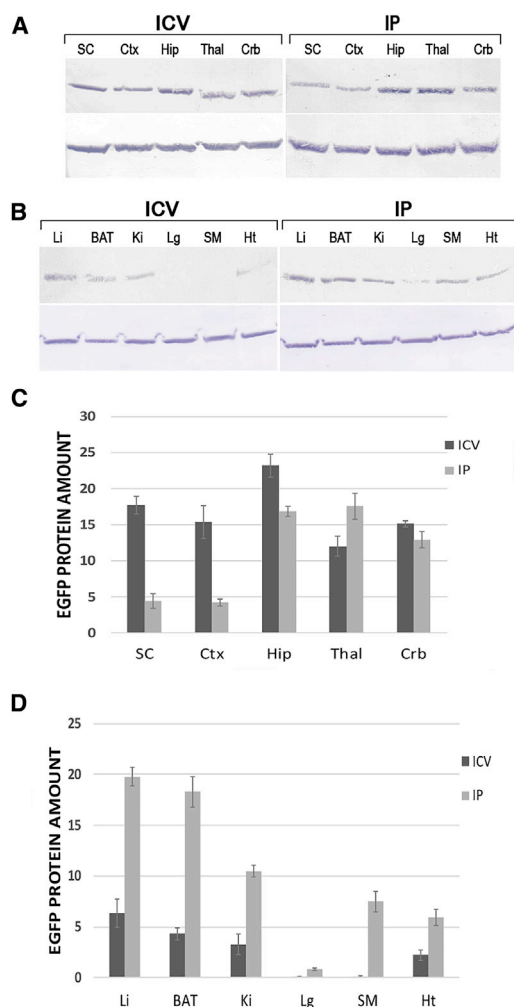 A
ICV IP
SC Ctx Hip Thal Crb SC Ctx Hip Thal Crb
B
ICV IP
Li BAT Ki Lg SM Ht Li BAT Ki Lg SM Ht
C
30
25
20
15
10
5
0
EGFP PROTEIN AMOUNT
ICV
IP
SC Ctx Hip Thal Crb
D
25
20
15
10
5
0
EGFP PROTEIN AMOUNT
ICV
IP
Li BAT Ki Lg SM Ht